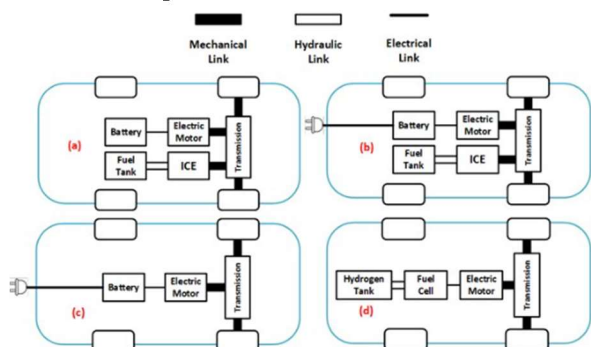 Mechanical
Link
Hydraulic
Link
Electrical
Link
(a)
Battery
Electric
Motor
Fuel
Tank
ICE
Transmission
(b)
Battery
Electric
Motor
Fuel
Tank
ICE
Transmission
(c)
Battery
Electric
Motor
Transmission
(d)
Hydrogen
Tank
Fuel
Cell
Electric
Motor
Transmission